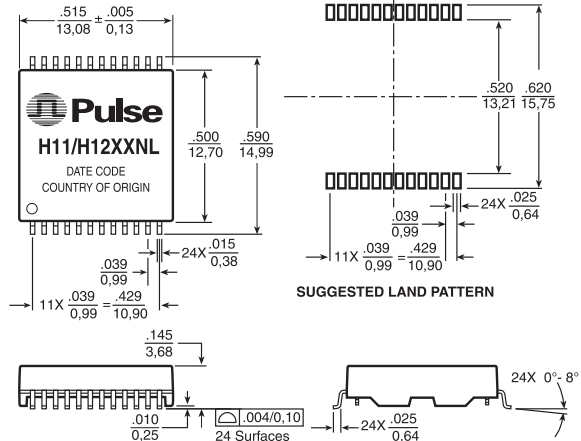 .515 ± .005
13,08 0,13
Pulse
H11/H12XXNL
DATE CODE
COUNTRY OF ORIGIN
.500
12,70
.590
14,99
24X .015
0,38
.039
0,99
11X .039 = .429
0,99 10,90
.520
13,21
.620
15,75
24X .025
0,64
.039
0,99
11X .039 = .429
0,99 10,90
SUGGESTED LAND PATTERN
.145
3,68
.010
0,25
.004/0,10
24 Surfaces
24X 0°- 8°
24X .025
0.64